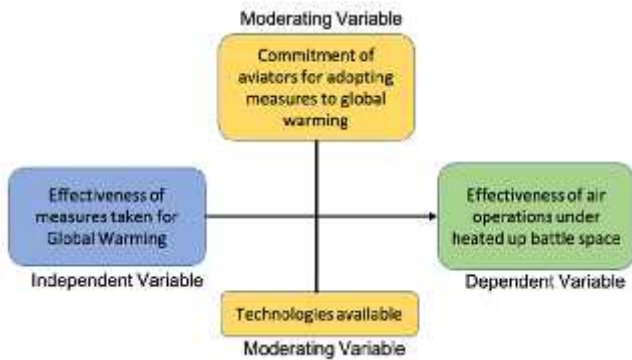 Moderating Variable
Commitment of
aviators for adopting
measures to global
warming
Effectiveness of
measures taken for
Global Warming
Independent Variable
Effectiveness of air
operations under
heated up battle space
Dependent Variable
Technologies available
Moderating Variable